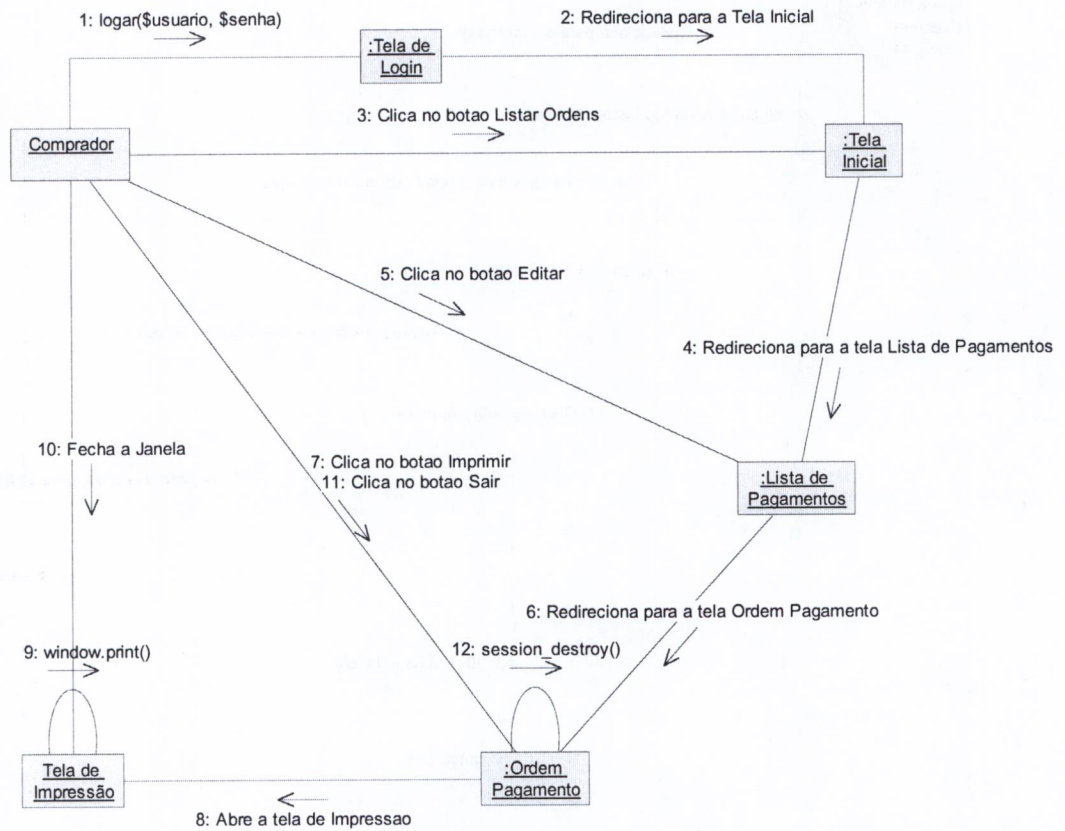 1: logar($usuario, $senha)
2: Redireciona para a Tela Inicial
:Tela de
Login
3: Clica no botao Listar Ordens
Comprador
:Tela
Inicial
5: Clica no botao Editar
4: Redireciona para a tela Lista de Pagamentos
10: Fecha a Janela
7: Clica no botao Imprimir
11: Clica no botao Sair
:Lista de
Pagamentos
6: Redireciona para a tela Ordem Pagamento
9: window.print()
12: session_destroy()
Tela de
Impressão
:Ordem
Pagamento
8: Abre a tela de Impressao